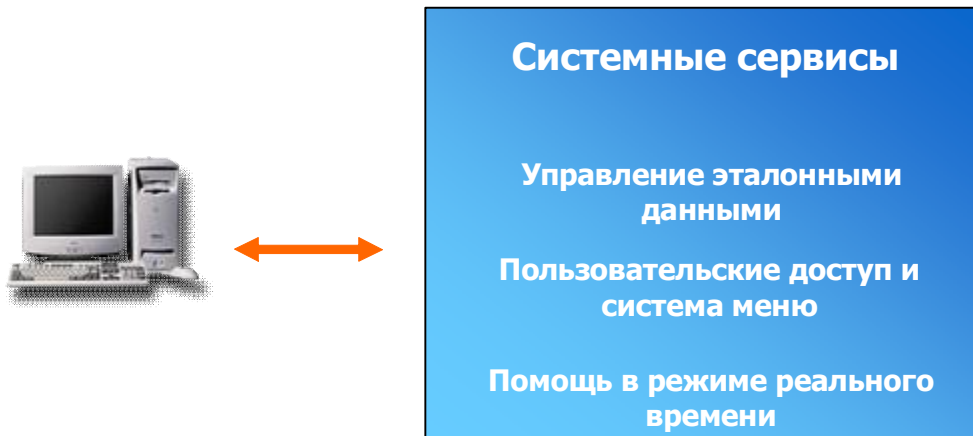 Системные сервисы
Управление эталонными
данными
Пользовательские доступ и
система меню
Помощь в режиме реального
времени